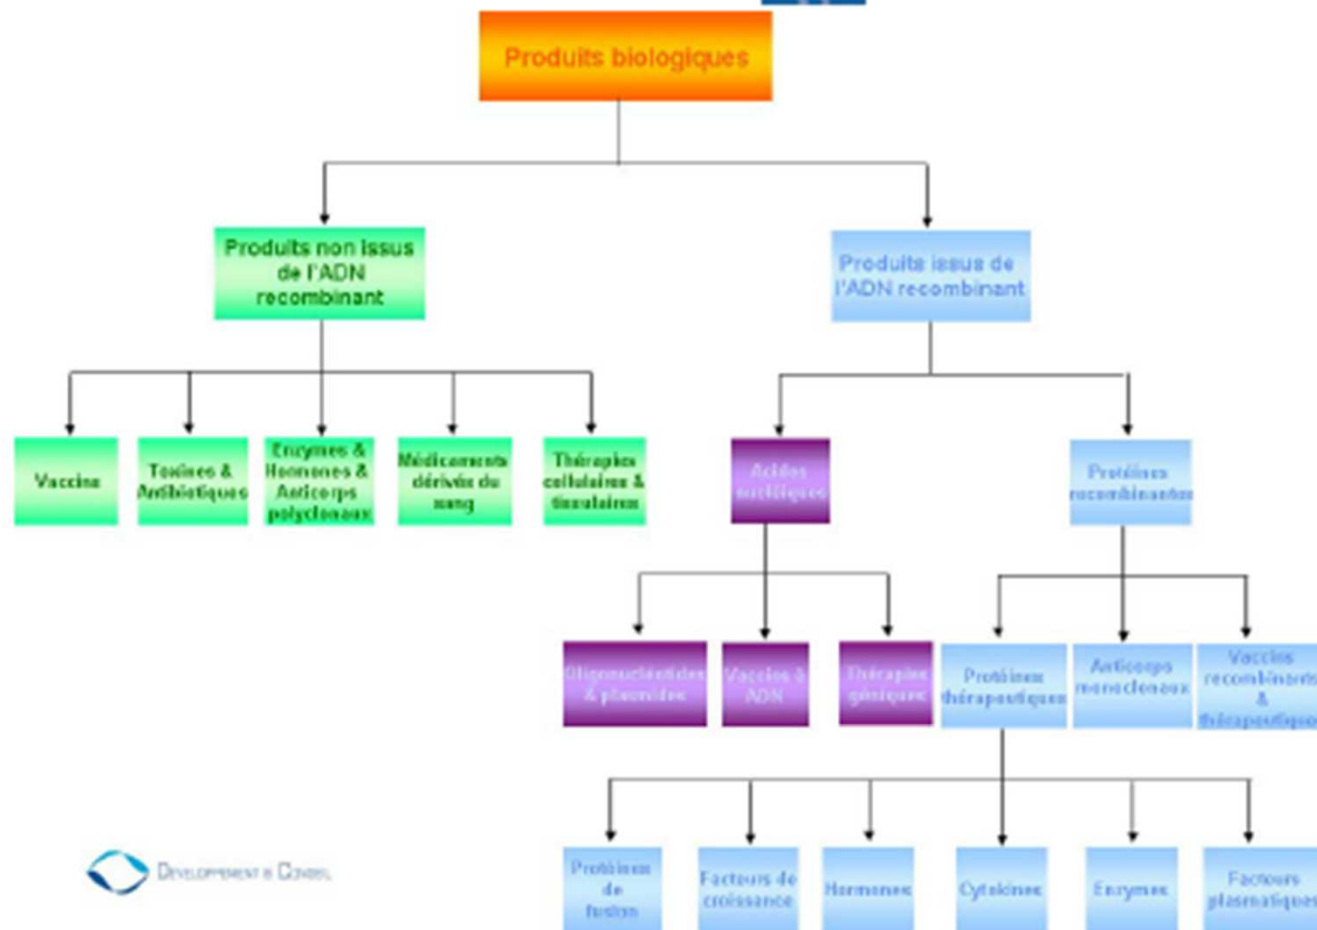 Produits biologiques
Produits non issus
de l'ADN
recombinant
Produits issus de
l'ADN recombinant
Vaccins
Toxines &
Antibiotiques
Enzymes &
Hormones &
Anticorps
polyclonaux
Médicaments
dérivés du
sang
Thérapies
cellulaires &
tissulaires
Acides
nucléiques
Protéines
recombinantes
Oligonucléotides
& plasmides
Vaccins à
ADN
Thérapies
géniques
Protéines
thérapeutiques
Anticorps
monoclonaux
Vaccins
recombinants
&
thérapeutiques
Protéines
de
fusion
Facteurs de
croissance
Hormones
Cytokines
Enzymes
Facteurs
plasmatiques
DEVELOPPEMENT & CONSEIL